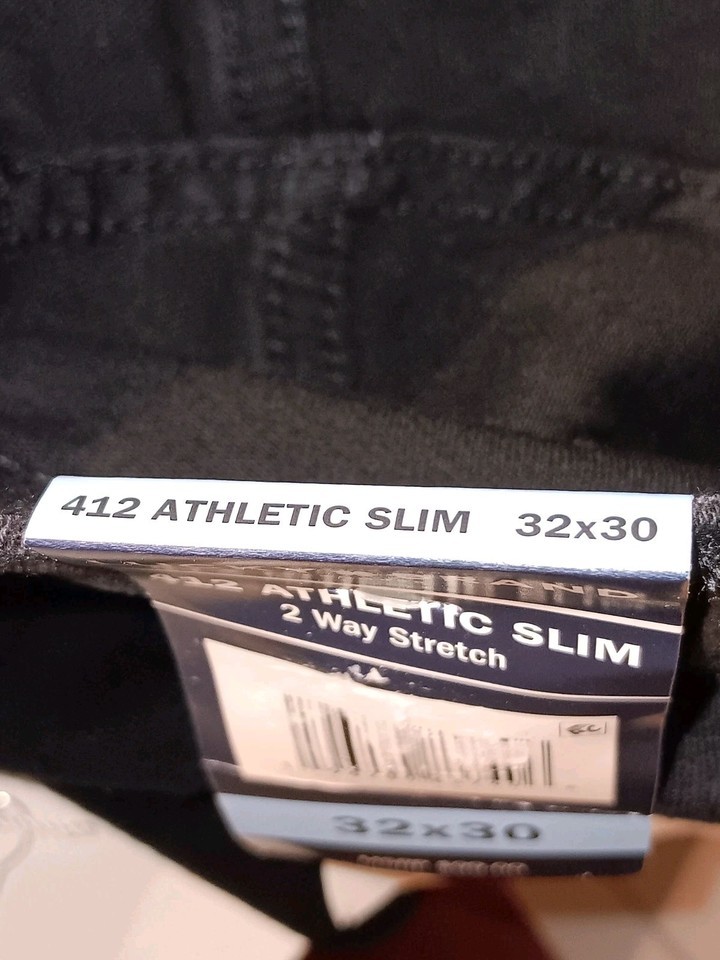 412 ATHLETIC SLIM 32x30
412 ATHLETIC SLIM
2 Way Stretch
32x30